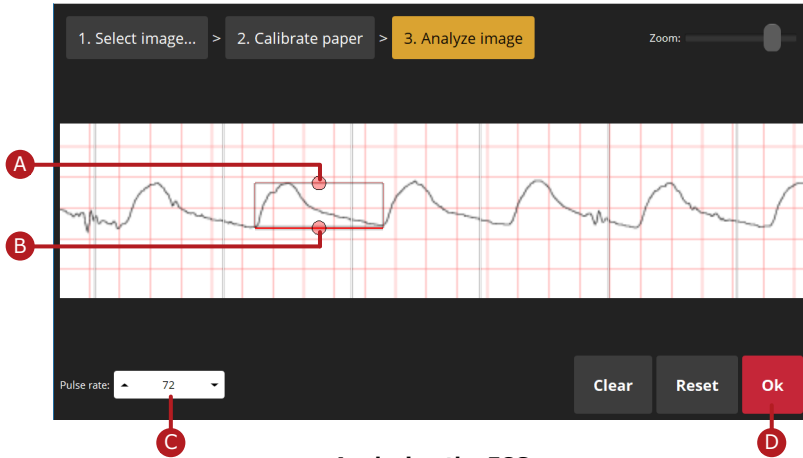 1. Select image... > 2. Calibrate paper > 3. Analyze image Zoom:
A
B
Pulse rate: 72 Clear Reset Ok
C D